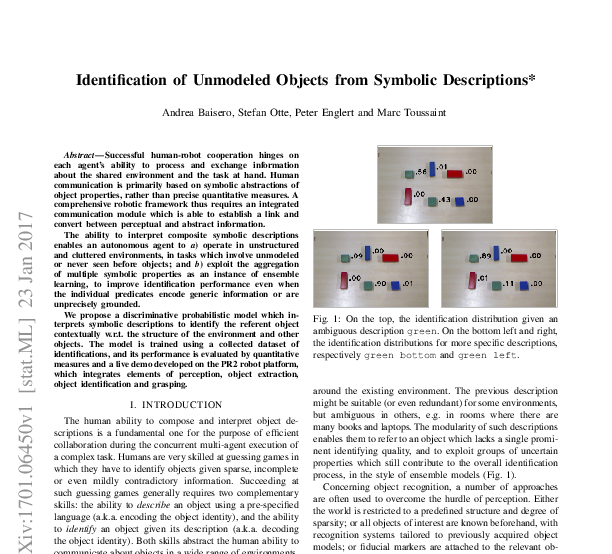 Identification of Unmodeled Objects from Symbolic Descriptions*
Andrea Baisero, Stefan Otte, Peter Englert and Marc Toussaint
Xiv:1701.06450v1 [stat.ML] 23 Jan 2017
Abstract—Successful human-robot cooperation hinges on
each agent's ability to process and exchange information
about the shared environment and the task at hand. Human
communication is primarily based on symbolic abstractions of
object properties, rather than precise quantitative measures. A
comprehensive robotic framework thus requires an integrated
communication module which is able to establish a link and
convert between perceptual and abstract information.
The ability to interpret composite symbolic descriptions
enables an autonomous agent to a) operate in unstructured
and cluttered environments, in tasks which involve unmodeled
or never seen before objects; and b) exploit the aggregation
of multiple symbolic properties as an instance of ensemble
learning, to improve identification performance even when
the individual predicates encode generic information or are
unprecisely grounded.
We propose a discriminative probabilistic model which in-
terprets symbolic descriptions to identify the referent object
contextually w.r.t. the structure of the environment and other
objects. The model is trained using a collected dataset of
identifications, and its performance is evaluated by quantitative
measures and a live demo developed on the PR2 robot platform,
which integrates elements of perception, object extraction,
object identification and grasping.
I. INTRODUCTION
The human ability to compose and interpret object de-
scriptions is a fundamental one for the purpose of efficient
collaboration during the concurrent multi-agent execution of
a complex task. Humans are very skilled at guessing games in
which they have to identify objects given sparse, incomplete
or even mildly contradictory information. Succeeding at
such guessing games generally requires two complementary
skills: the ability to describe an object using a pre-specified
language (a.k.a. encoding the object identity), and the ability
to identify an object given its description (a.k.a. decoding
the object identity). Both skills abstract the human ability to
communicate about objects in a wide range of environments
.56 .01 .00
.00 .43 .00
.09 .00 .00
.00 .90 .01
.89 .00 .00
.01 .11 .00
Fig. 1: On the top, the identification distribution given an
ambiguous description green. On the bottom left and right,
the identification distributions for more specific descriptions,
respectively green bottom and green left.
around the existing environment. The previous description
might be suitable (or even redundant) for some environments,
but ambiguous in others, e.g. in rooms where there are
many books and laptops. The modularity of such descriptions
enables them to refer to an object which lacks a single promi-
nent identifying quality, and to exploit groups of uncertain
properties which still contribute to the overall identification
process, in the style of ensemble models (Fig. 1).
Concerning object recognition, a number of approaches
are often used to overcome the hurdle of perception. Either
the world is restricted to a predefined structure and degree of
sparsity; or all objects of interest are known beforehand, with
recognition systems tailored to previously acquired object
models; or fiducial markers are attached to the relevant ob-